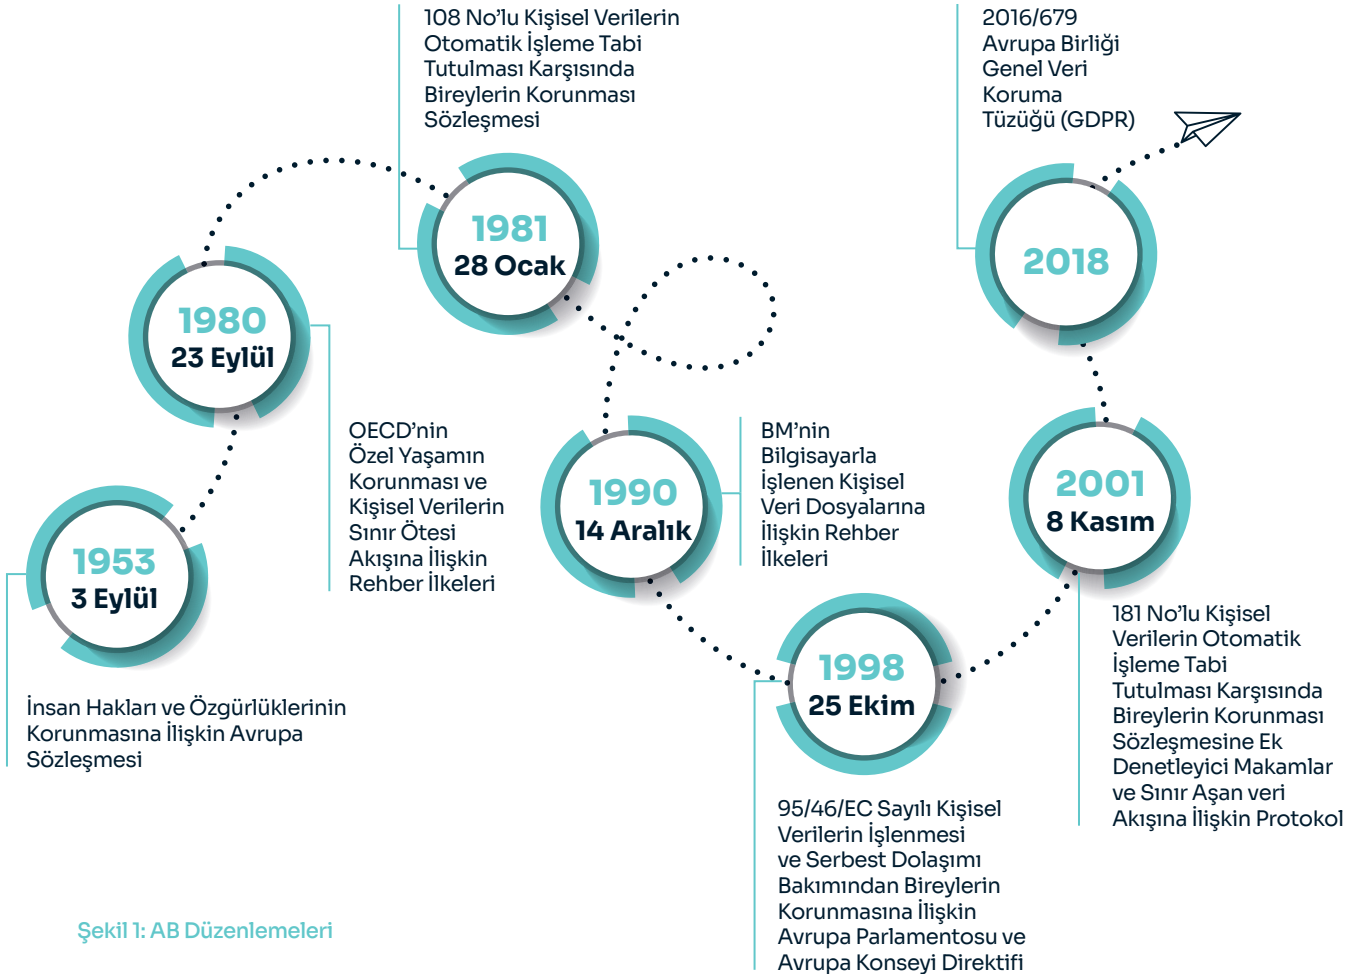 1953
3 Eylül
İnsan Hakları ve Özgürlüklerinin
Korunmasına İlişkin Avrupa
Sözleşmesi
1980
23 Eylül
OECD’nin
Özel Yaşamın
Korunması ve
Kişisel Verilerin
Sınır Ötesi
Akışına İlişkin
Rehber İlkeleri
108 No’lu Kişisel Verilerin
Otomatik İşleme Tabi
Tutulması Karşısında
Bireylerin Korunması
Sözleşmesi
1981
28 Ocak
1990
14 Aralık
BM’nin
Bilgisayarla
İşlenen Kişisel
Veri Dosyalarına
İlişkin Rehber
İlkeleri
1998
25 Ekim
95/46/EC Sayılı Kişisel
Verilerin İşlenmesi
ve Serbest Dolaşımı
Bakımından Bireylerin
Korunmasına İlişkin
Avrupa Parlamentosu ve
Avrupa Konseyi Direktifi
2001
8 Kasım
181 No’lu Kişisel
Verilerin Otomatik
İşleme Tabi
Tutulması Karşısında
Bireylerin Korunması
Sözleşmesine Ek
Denetleyici Makamlar
ve Sınır Aşan veri
Akışına İlişkin Protokol
2016/679
Avrupa Birliği
Genel Veri
Koruma
Tüzüğü (GDPR)
2018
Şekil 1: AB Düzenlemeleri